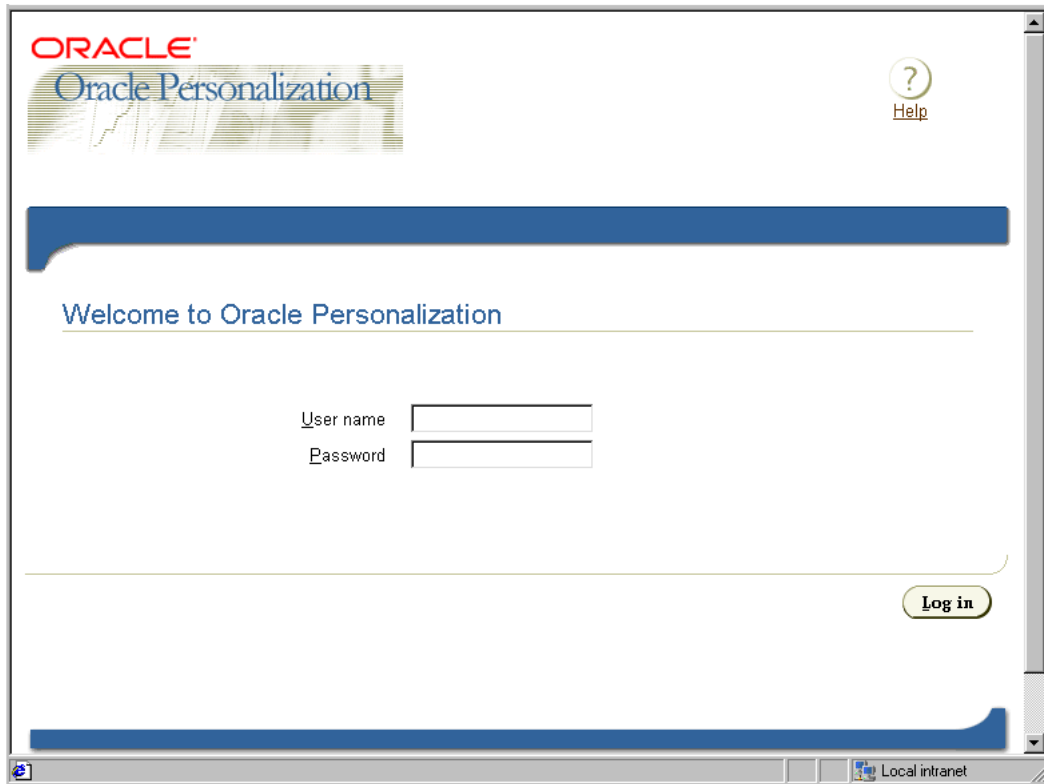 ORACLE
Oracle Personalization
?
Help
Welcome to Oracle Personalization
User name
Password
Log in
Local intranet